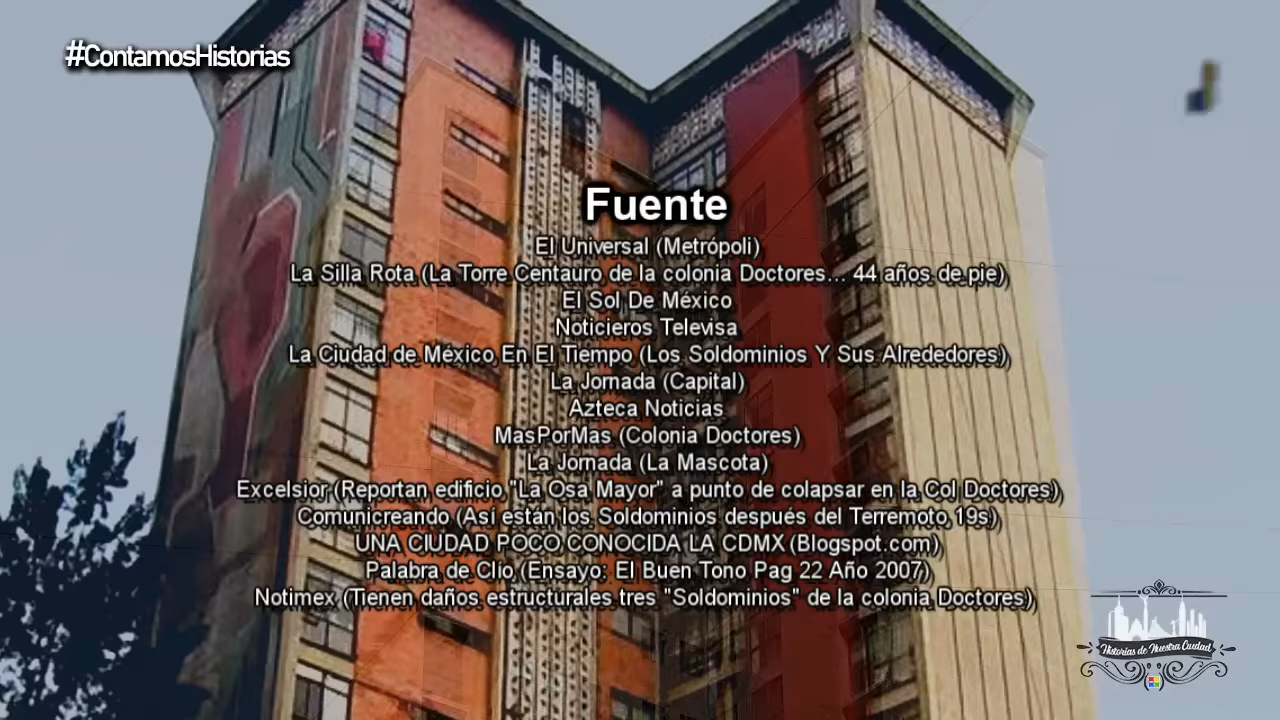 #ContamosHistorias
Fuente
El Universal (Metrópoli)
La Silla Rota (La Torre Centauro de la colonia Doctores... 44 años de pie)
El Sol De México
Noticieros Televisa
La Ciudad de México En El Tiempo (Los Soldominios Y Sus Alrededores)
La Jornada (Capital)
Azteca Noticias
MasPorMas (Colonia Doctores)
La Jornada (La Mascota)
Excelsior (Reportan edificio "La Osa Mayor" a punto de colapsar en la Col Doctores)
Comunicreando (Así están los Soldominios después del Terremoto 19s)
UNA CIUDAD POCO CONOCIDA LA CDMX (Blogspot.com)
Palabra de Clio (Ensayo: El Buen Tono Pag 22 Año 2007)
Notimex (Tienen daños estructurales tres "Soldominios" de la colonia Doctores)
Historias de Nuestra Ciudad